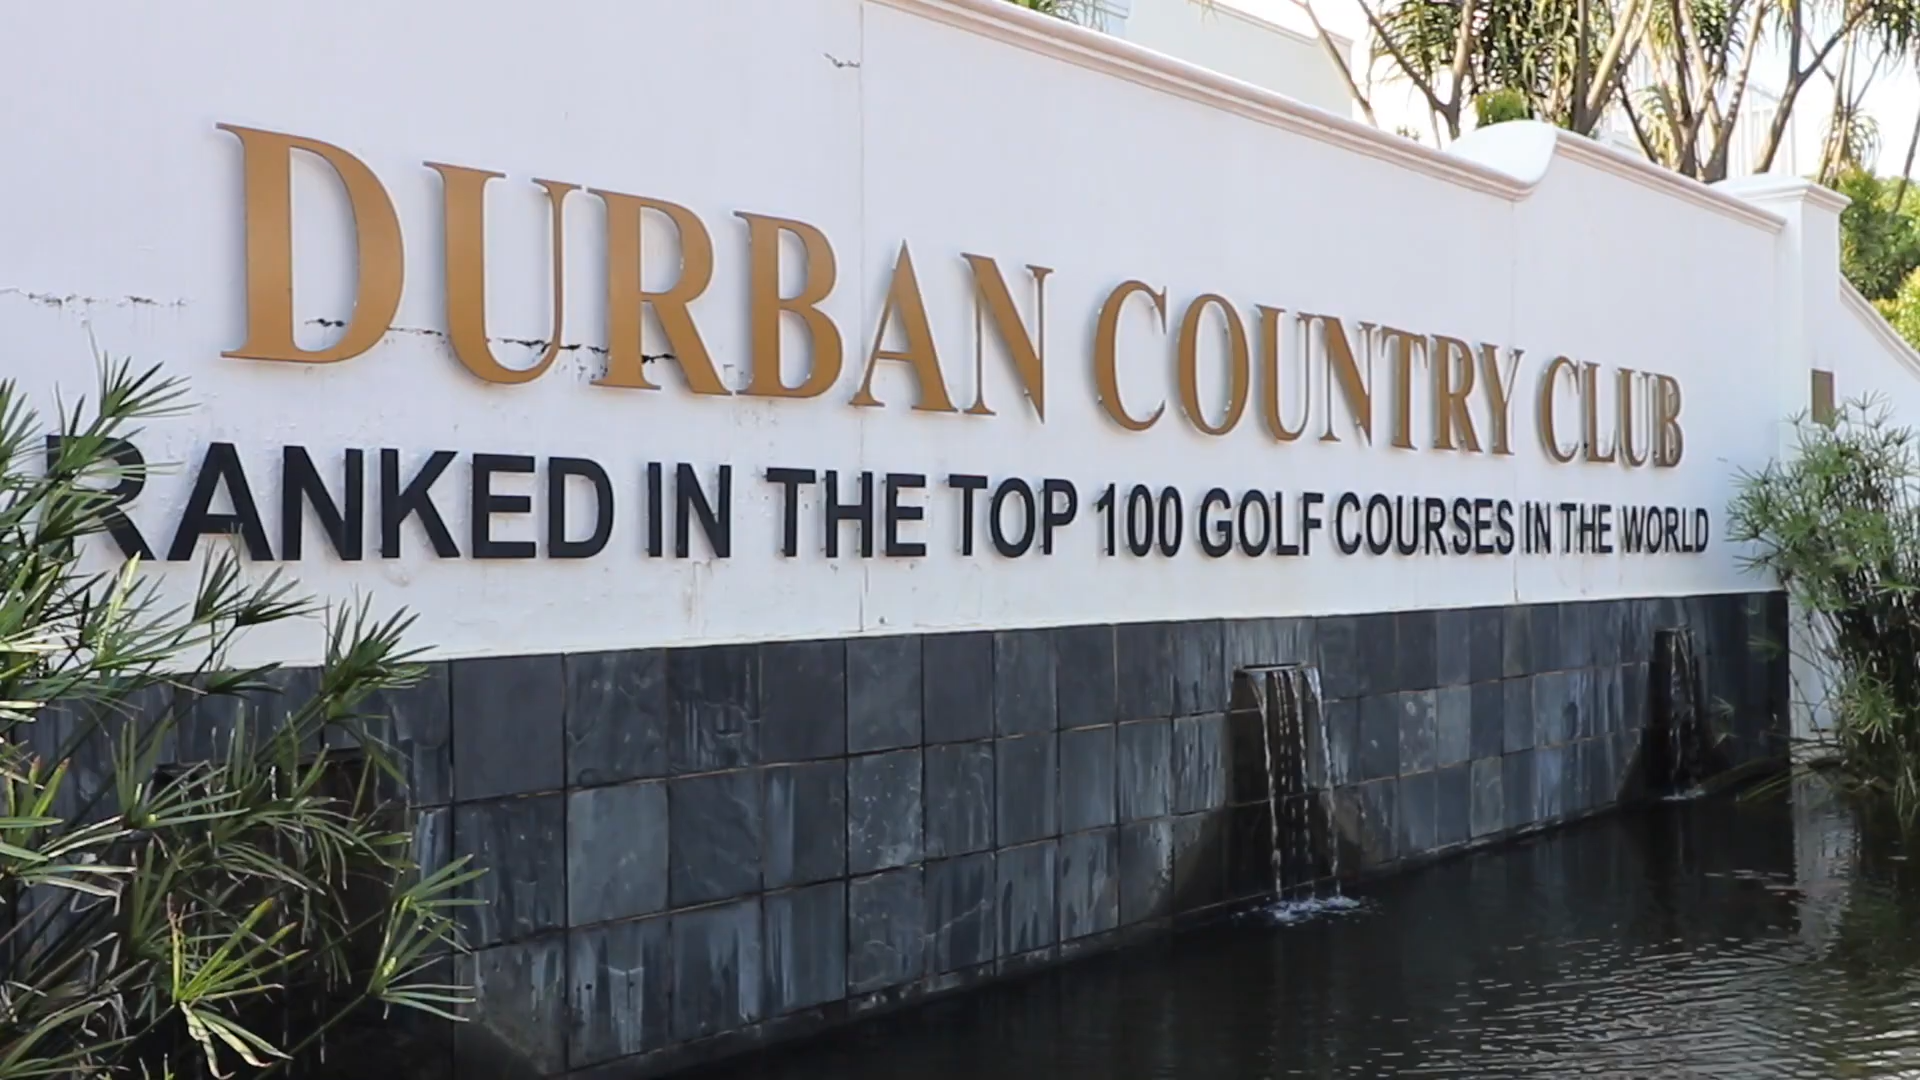 DURBAN COUNTRY CLUB
RANKED IN THE TOP 100 GOLF COURSES IN THE WORLD